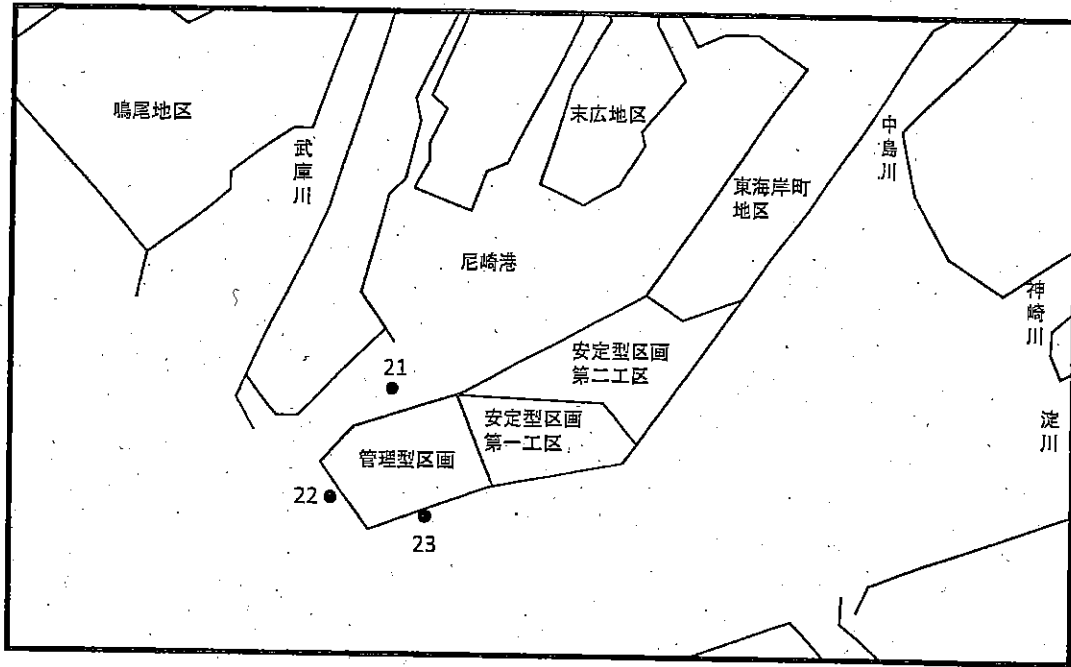 鳴尾地区
武庫川
末広地区
中島川
東海岸町
地区
尼崎港
神崎川
安定型区画
第二工区
21
安定型区画
第一工区
淀川
管理型区画
22
23